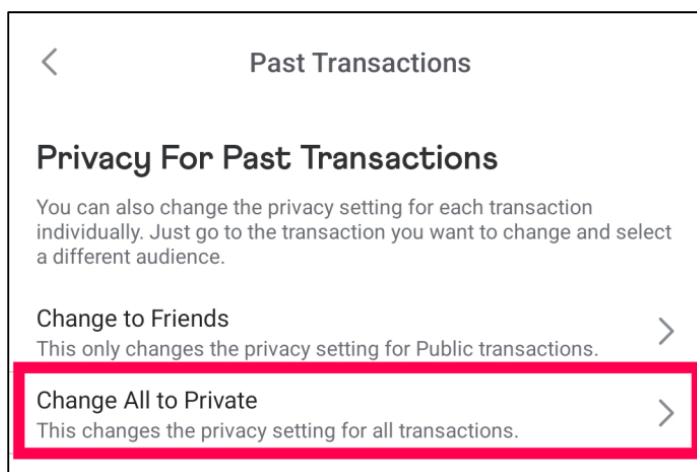 Past Transactions
Privacy For Past Transactions
You can also change the privacy setting for each transaction
individually. Just go to the transaction you want to change and select
a different audience.
Change to Friends
This only changes the privacy setting for Public transactions.
Change All to Private
This changes the privacy setting for all transactions.